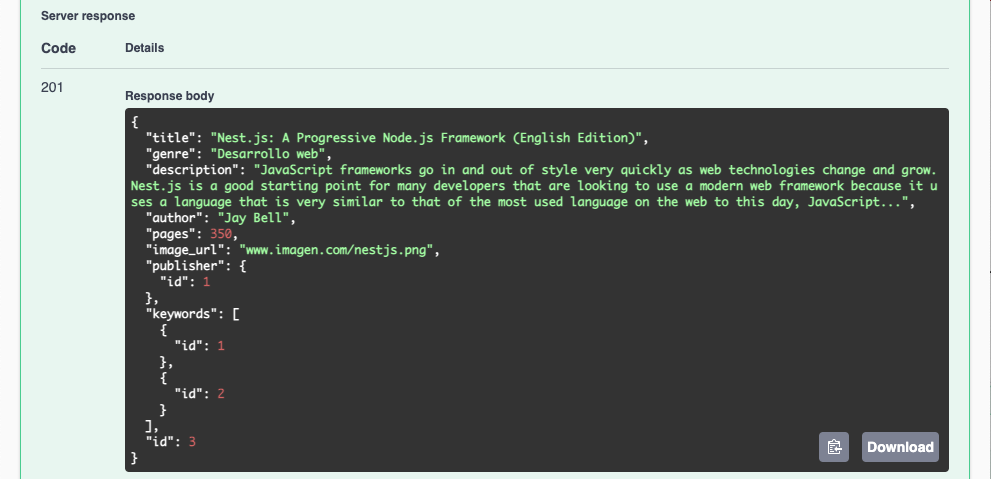 Server response
Code Details
201
Response body
{
  "title": "Nest.js: A Progressive Node.js Framework (English Edition)",
  "genre": "Desarrollo web",
  "description": "JavaScript frameworks go in and out of style very quickly as web technologies change and grow.
Nest.js is a good starting point for many developers that are looking to use a modern web framework because it u
ses a language that is very similar to that of the most used language on the web to this day, JavaScript...",
  "author": "Jay Bell",
  "pages": 350,
  "image_url": "www.imagen.com/nestjs.png",
  "publisher": {
    "id": 1
  },
  "keywords": [
    {
      "id": 1
    },
    {
      "id": 2
    }
  ],
  "id": 3
}
Download